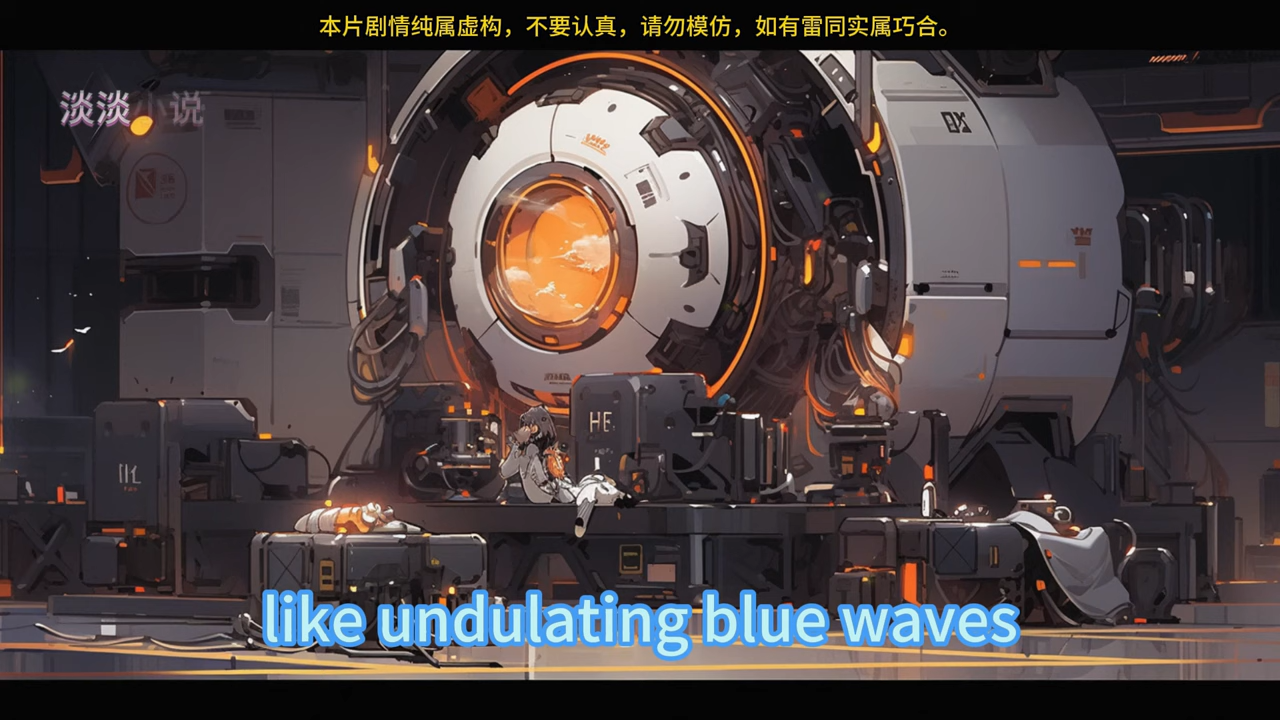 本片剧情纯属虚构，不要认真，请勿模仿，如有雷同实属巧合。
淡淡小说
HE
like undulating blue waves